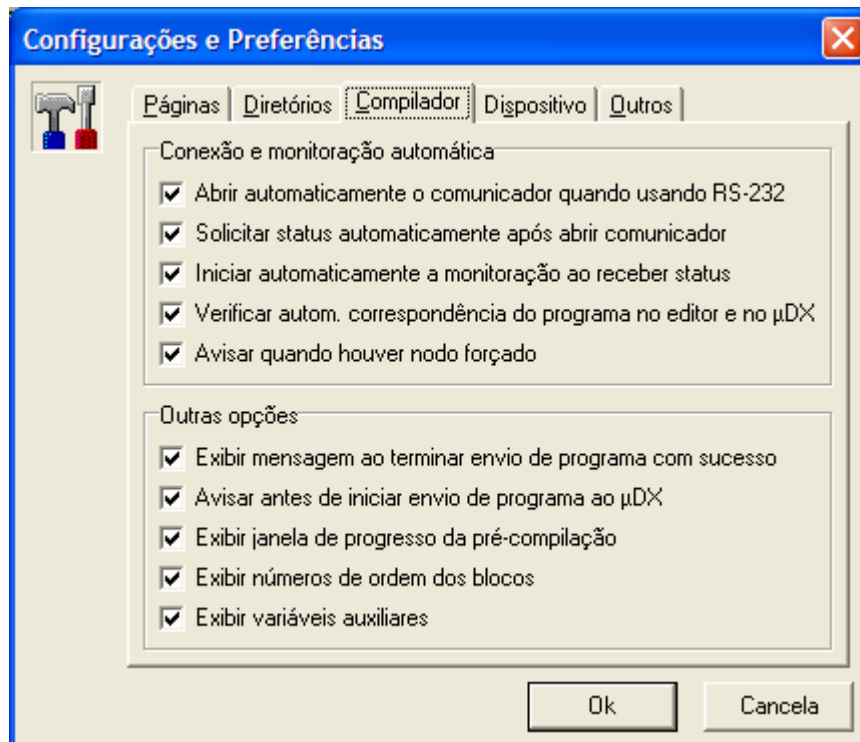 Configurações e Preferências
Páginas Diretórios Compilador Dispositivo Outros
Conexão e monitoração automática
Abrir automaticamente o comunicador quando usando RS-232
Solicitar status automaticamente após abrir comunicador
Iniciar automaticamente a monitoração ao receber status
Verificar autom. correspondência do programa no editor e no µDX
Avisar quando houver nodo forçado
Outras opções
Exibir mensagem ao terminar envio de programa com sucesso
Avisar antes de iniciar envio de programa ao µDX
Exibir janela de progresso da pré-compilação
Exibir números de ordem dos blocos
Exibir variáveis auxiliares
Ok Cancela